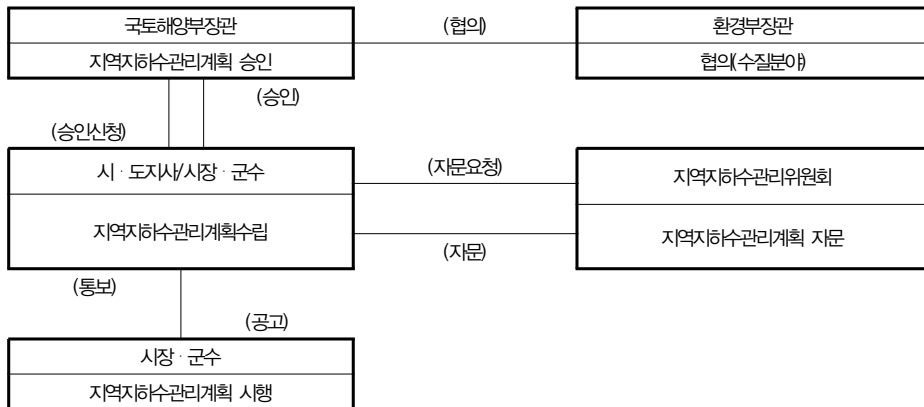 국토해양부장관
(협의)
환경부장관
지역지하수관리계획 승인
협의(수질분야)
(승인)
(승인신청)
시 · 도지사/시장 · 군수
(자문요청)
지역지하수관리위원회
지역지하수관리계획수립
지역지하수관리계획 자문
(자문)
(통보)
(공고)
시장 · 군수
지역지하수관리계획 시행